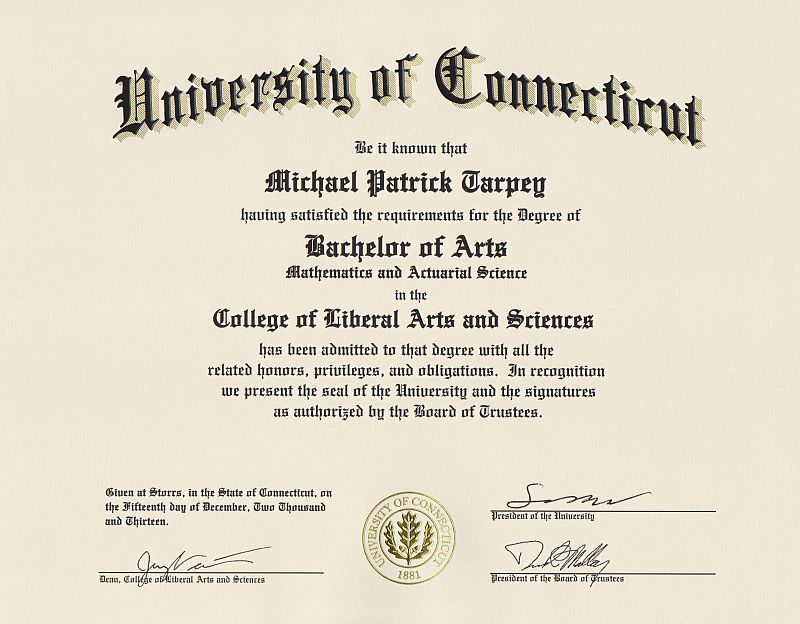 University of Connecticut
Be it known that
Michael Patrick Tarpey
having satisfied the requirements for the Degree of
Bachelor of Arts
Mathematics and Actuarial Science
in the
College of Liberal Arts and Sciences
has been admitted to that degree with all the
related honors, privileges, and obligations. In recognition
we present the seal of the University and the signatures
as authorized by the Board of Trustees.
Given at Storrs, in the State of Connecticut, on
the Fifteenth day of December, Two Thousand
and Thirteen.
Dean, College of Liberal Arts and Sciences
UNIVERSITY OF CONNECTICUT
1881
President of the University
President of the Board of Trustees